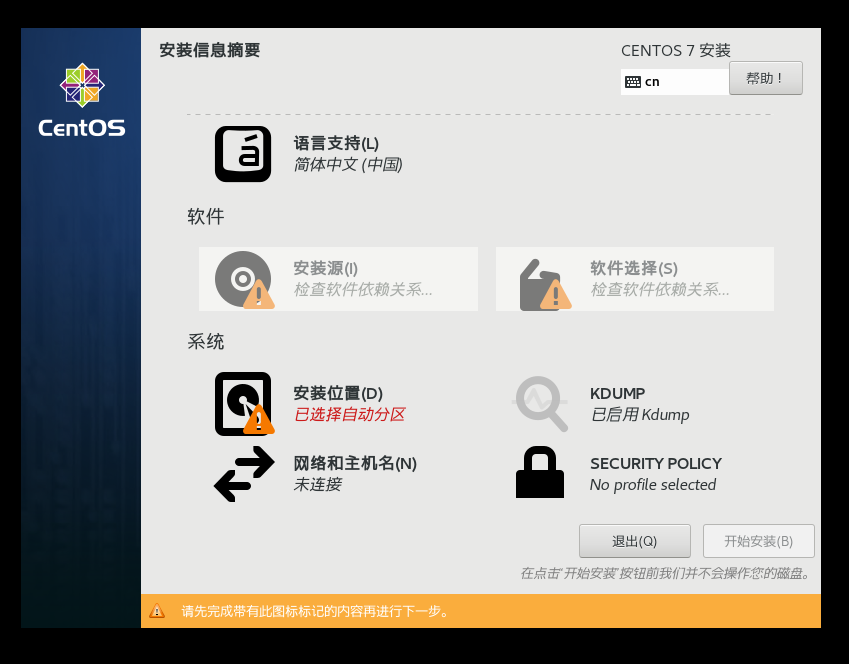 安装信息摘要
CENTOS 7 安装
cn
帮助！
CentOS
语言支持(L)
简体中文 (中国)
软件
安装源(I)
检查软件依赖关系...
软件选择(S)
检查软件依赖关系...
系统
安装位置(D)
已选择自动分区
KDUMP
已启用 Kdump
网络和主机名(N)
未连接
SECURITY POLICY
No profile selected
退出(Q)
开始安装(B)
在点击'开始安装'按钮前我们并不会操作您的磁盘。
请先完成带有此图标标记的内容再进行下一步。